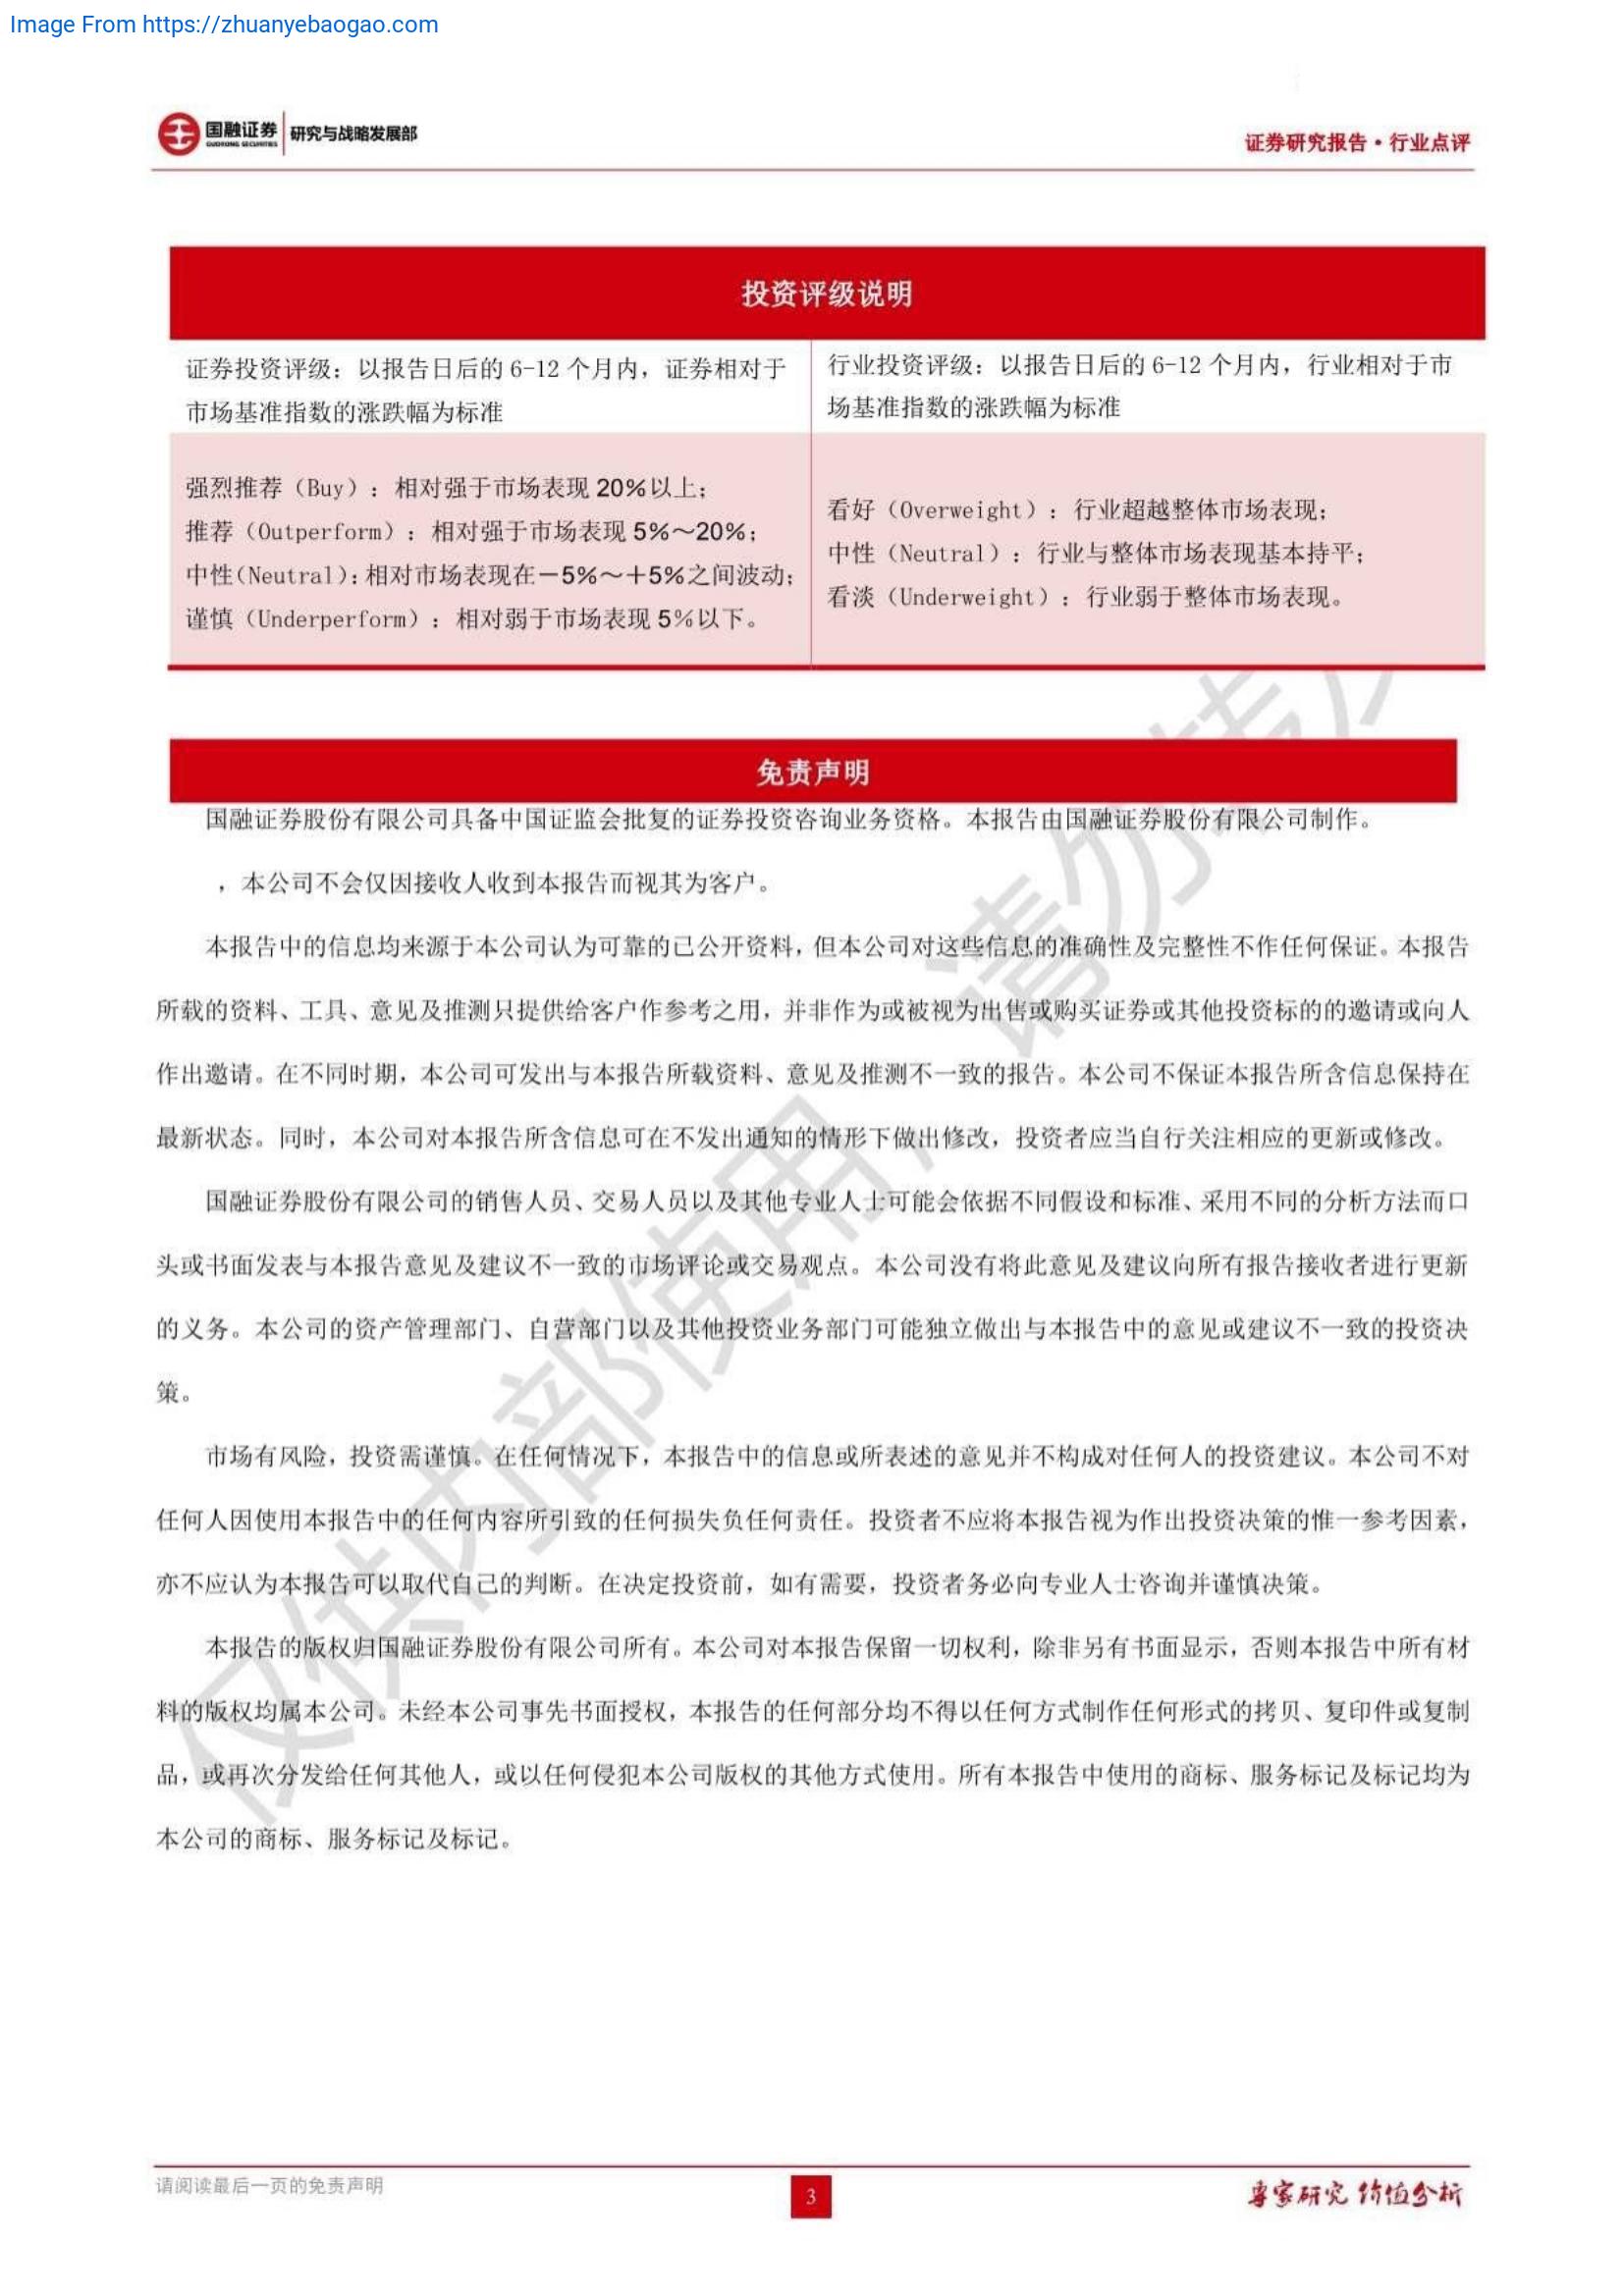 Image From https://zhuanyebaogao.com
国融证券
GUORONG SECURITIES
研究与战略发展部
证券研究报告·行业点评
投资评级说明
证券投资评级：以报告日后的 6-12 个月内，证券相对于
市场基准指数的涨跌幅为标准
行业投资评级：以报告日后的 6-12 个月内，行业相对于市
场基准指数的涨跌幅为标准
强烈推荐（Buy）：相对强于市场表现 20%以上；
推荐（Outperform）：相对强于市场表现 5%～20%；
中性(Neutral)：相对市场表现在－5%～＋5%之间波动；
谨慎（Underperform）：相对弱于市场表现 5%以下。
看好（Overweight）：行业超越整体市场表现；
中性（Neutral）：行业与整体市场表现基本持平；
看淡（Underweight）：行业弱于整体市场表现。
免责声明
国融证券股份有限公司具备中国证监会批复的证券投资咨询业务资格。本报告由国融证券股份有限公司制作。
，本公司不会仅因接收人收到本报告而视其为客户。
本报告中的信息均来源于本公司认为可靠的已公开资料，但本公司对这些信息的准确性及完整性不作任何保证。本报告
所载的资料、工具、意见及推测只提供给客户作参考之用，并非作为或被视为出售或购买证券或其他投资标的的邀请或向人
作出邀请。在不同时期，本公司可发出与本报告所载资料、意见及推测不一致的报告。本公司不保证本报告所含信息保持在
最新状态。同时，本公司对本报告所含信息可在不发出通知的情形下做出修改，投资者应当自行关注相应的更新或修改。
国融证券股份有限公司的销售人员、交易人员以及其他专业人士可能会依据不同假设和标准、采用不同的分析方法而口
头或书面发表与本报告意见及建议不一致的市场评论或交易观点。本公司没有将此意见及建议向所有报告接收者进行更新
的义务。本公司的资产管理部门、自营部门以及其他投资业务部门可能独立做出与本报告中的意见或建议不一致的投资决
策。
市场有风险，投资需谨慎。在任何情况下，本报告中的信息或所表述的意见并不构成对任何人的投资建议。本公司不对
任何人因使用本报告中的任何内容所引致的任何损失负任何责任。投资者不应将本报告视为作出投资决策的惟一参考因素，
亦不应认为本报告可以取代自己的判断。在决定投资前，如有需要，投资者务必向专业人士咨询并谨慎决策。
本报告的版权归国融证券股份有限公司所有。本公司对本报告保留一切权利，除非另有书面显示，否则本报告中所有材
料的版权均属本公司。未经本公司事先书面授权，本报告的任何部分均不得以任何方式制作任何形式的拷贝、复印件或复制
品，或再次分发给任何其他人，或以任何侵犯本公司版权的其他方式使用。所有本报告中使用的商标、服务标记及标记均为
本公司的商标、服务标记及标记。
仅供内部使用，请勿转
请阅读最后一页的免责声明
3
专家研究 价值分析